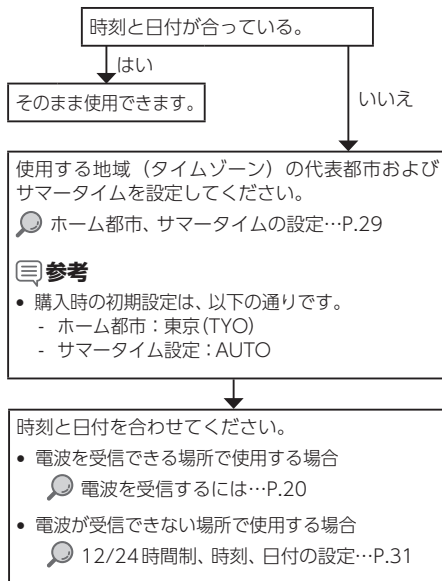 時刻と日付が合っている。
はい
いいえ
そのまま使用できます。
使用する地域（タイムゾーン）の代表都市および
サマータイムを設定してください。
ホーム都市、サマータイムの設定…P.29
参考
• 購入時の初期設定は、以下の通りです。
- ホーム都市：東京(TYO)
- サマータイム設定：AUTO
時刻と日付を合わせてください。
• 電波を受信できる場所で使用する場合
電波を受信するには…P.20
• 電波が受信できない場所で使用する場合
12/24時間制、時刻、日付の設定…P.31